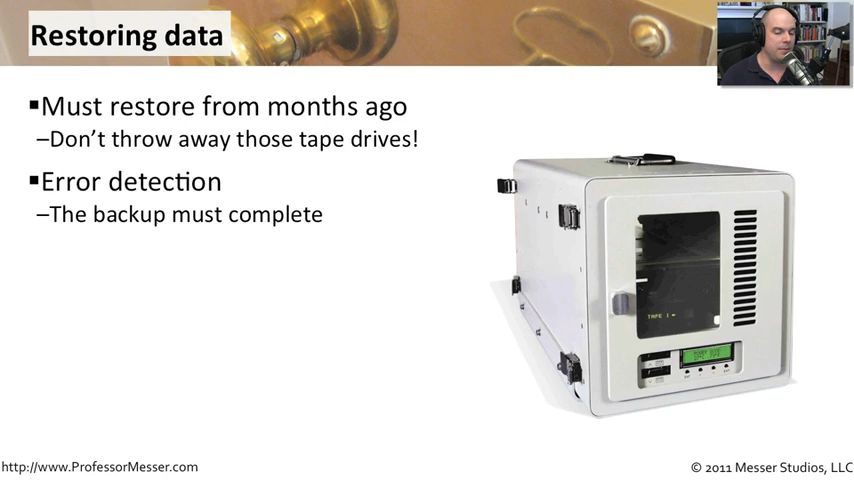 Restoring data
▪Must restore from months ago
–Don't throw away those tape drives!
▪Error detection
–The backup must complete
TAPE
http://www.ProfessorMesser.com
© 2011 Messer Studios, LLC